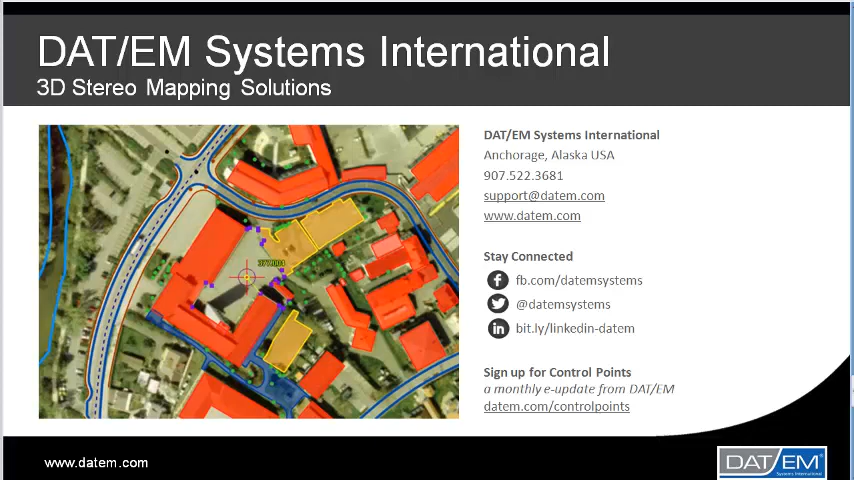 DAT/EM Systems International
3D Stereo Mapping Solutions
DAT/EM Systems International
Anchorage, Alaska USA
907.522.3681
support@datem.com
www.datem.com
Stay Connected
fb.com/datemsystems
@datemsystems
bit.ly/linkedin-datem
Sign up for Control Points
a monthly e-update from DAT/EM
datem.com/controlpoints
www.datem.com
DAT/EM
Systems International